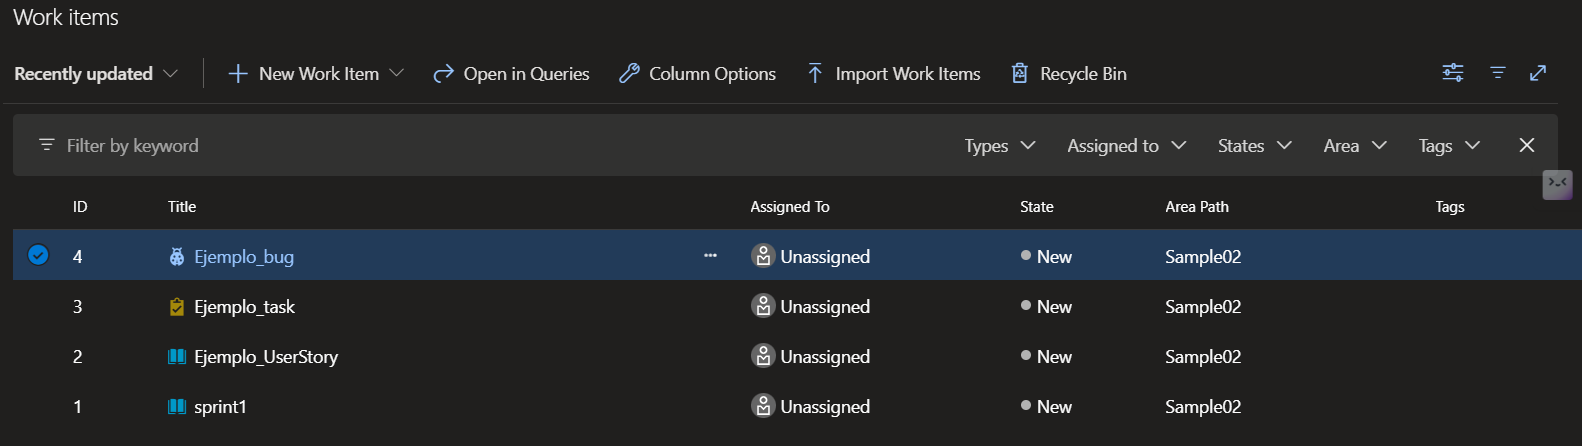 Work items
Recently updated New Work Item Open in Queries Column Options Import Work Items Recycle Bin
Filter by keyword Types Assigned to States Area Tags
ID Title Assigned To State Area Path Tags
4 Ejemplo_bug Unassigned New Sample02
3 Ejemplo_task Unassigned New Sample02
2 Ejemplo_UserStory Unassigned New Sample02
1 sprint1 Unassigned New Sample02